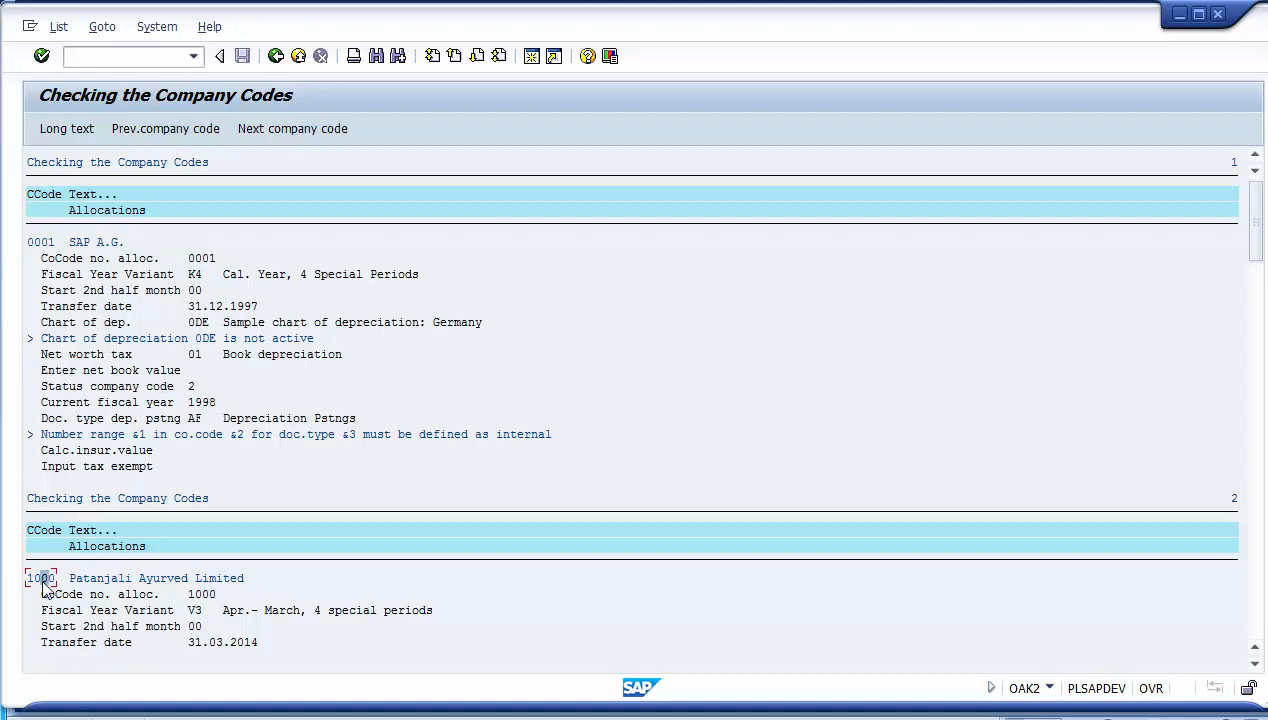 List Goto System Help
Checking the Company Codes
Long text Prev.company code Next company code
Checking the Company Codes 1
CCode Text...
Allocations
0001 SAP A.G.
CoCode no. alloc. 0001
Fiscal Year Variant K4 Cal. Year, 4 Special Periods
Start 2nd half month 00
Transfer date 31.12.1997
Chart of dep. 0DE Sample chart of depreciation: Germany
> Chart of depreciation 0DE is not active
Net worth tax 01 Book depreciation
Enter net book value
Status company code 2
Current fiscal year 1998
Doc. type dep. pstng AF Depreciation Pstngs
> Number range &1 in co.code &2 for doc.type &3 must be defined as internal
Calc.insur.value
Input tax exempt
Checking the Company Codes 2
CCode Text...
Allocations
1000 Patanjali Ayurved Limited
CoCode no. alloc. 1000
Fiscal Year Variant V3 Apr.- March, 4 special periods
Start 2nd half month 00
Transfer date 31.03.2014
SAP OAK2 PLSAPDEV OVR